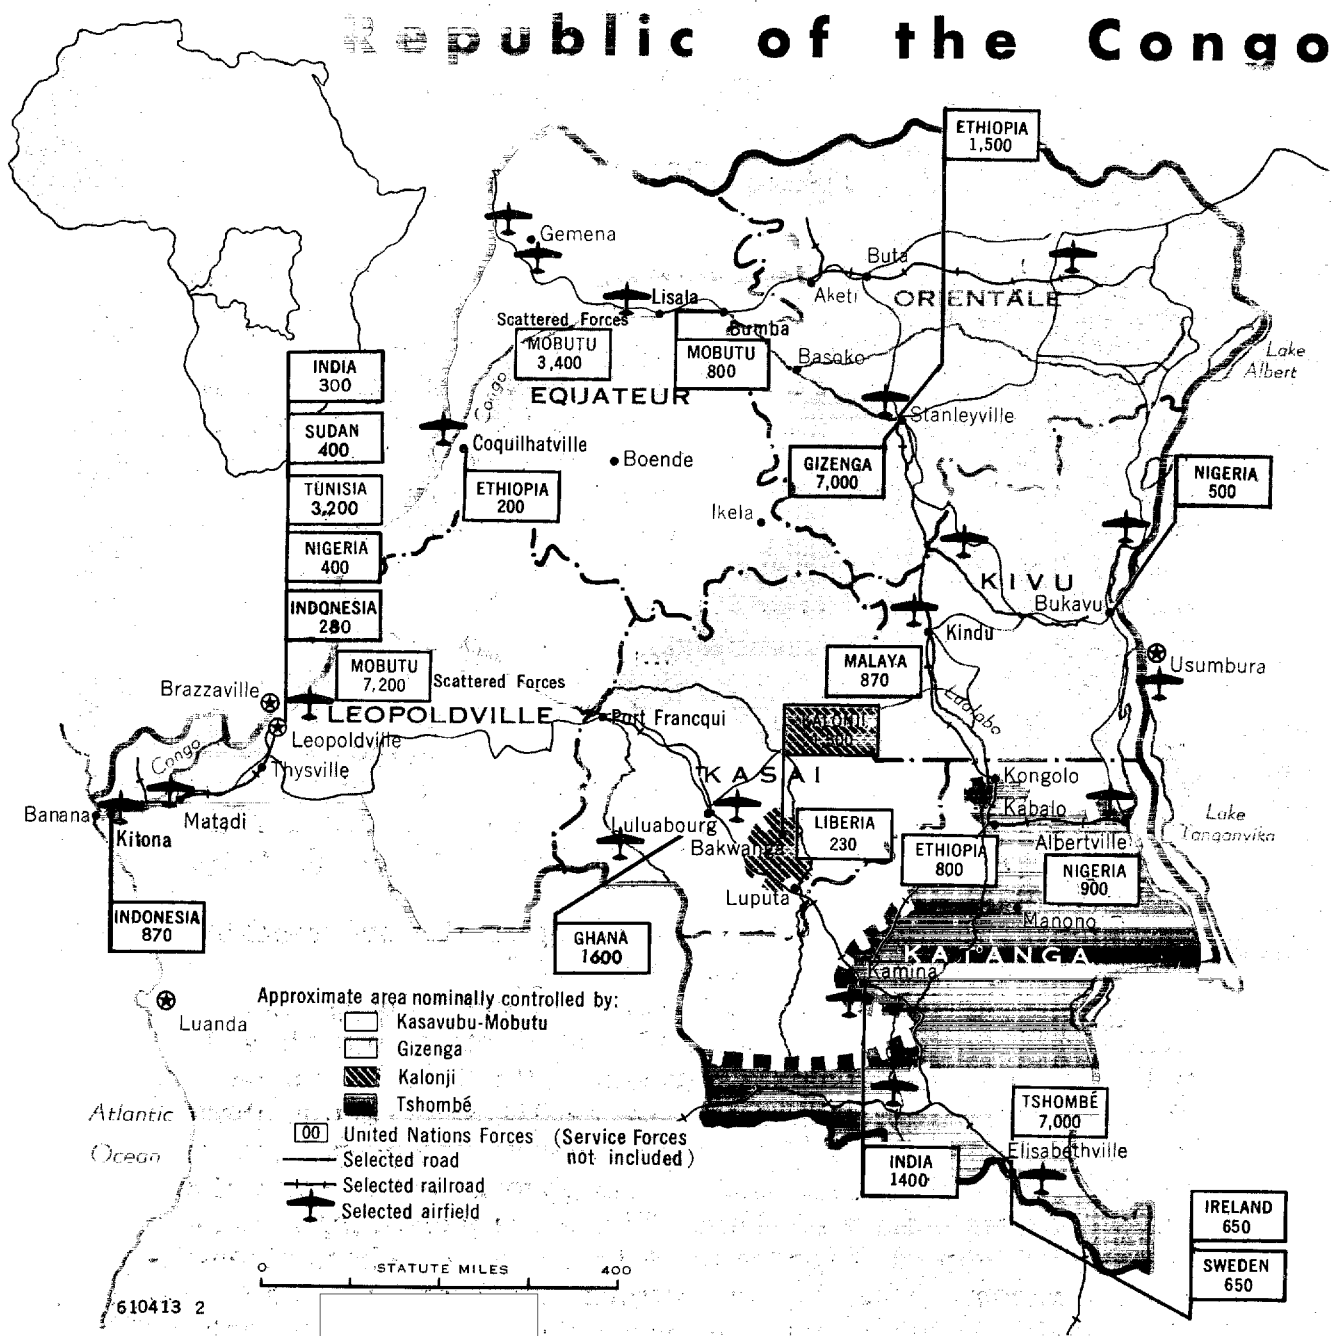 Republic of the Congo
ETHIOPIA
1,500
Gemena
Buta
Aketi
ORIENTALE
Lisala
Scattered Forces
MOBUTU
3,400
Bumba
MOBUTU
800
Basoko
Lake
Albert
INDIA
300
EQUATEUR
Congo
Stanleyville
SUDAN
400
Coquilhatville
Boende
GIZENGA
7,000
NIGERIA
500
TUNISIA
3,200
ETHIOPIA
200
Ikela
NIGERIA
400
KIVU
INDONESIA
280
Bukavu
Kindu
MOBUTU
7,200
Scattered Forces
MALAYA
870
Usumbura
Brazzaville
LEOPOLDVILLE
Port Francqui
KALONJI
Lualaba
Leopoldville
Congo
Thysville
KASAI
Kongolo
Banana
Kitona
Matadi
Luluabourg
Bakwanga
LIBERIA
230
Kabalo
Albertville
Lake
Tanganyika
ETHIOPIA
800
NIGERIA
900
Luputa
INDONESIA
870
GHANA
1600
Manono
KATANGA
Kamina
Luanda
Approximate area nominally controlled by:
Kasavubu-Mobutu
Gizenga
Kalonji
Tshombé
00 United Nations Forces (Service Forces
not included)
Selected road
Selected railroad
Selected airfield
Atlantic
Ocean
TSHOMBÉ
7,000
Elisabethville
INDIA
1400
IRELAND
650
SWEDEN
650
0 STATUTE MILES 400
610413 2